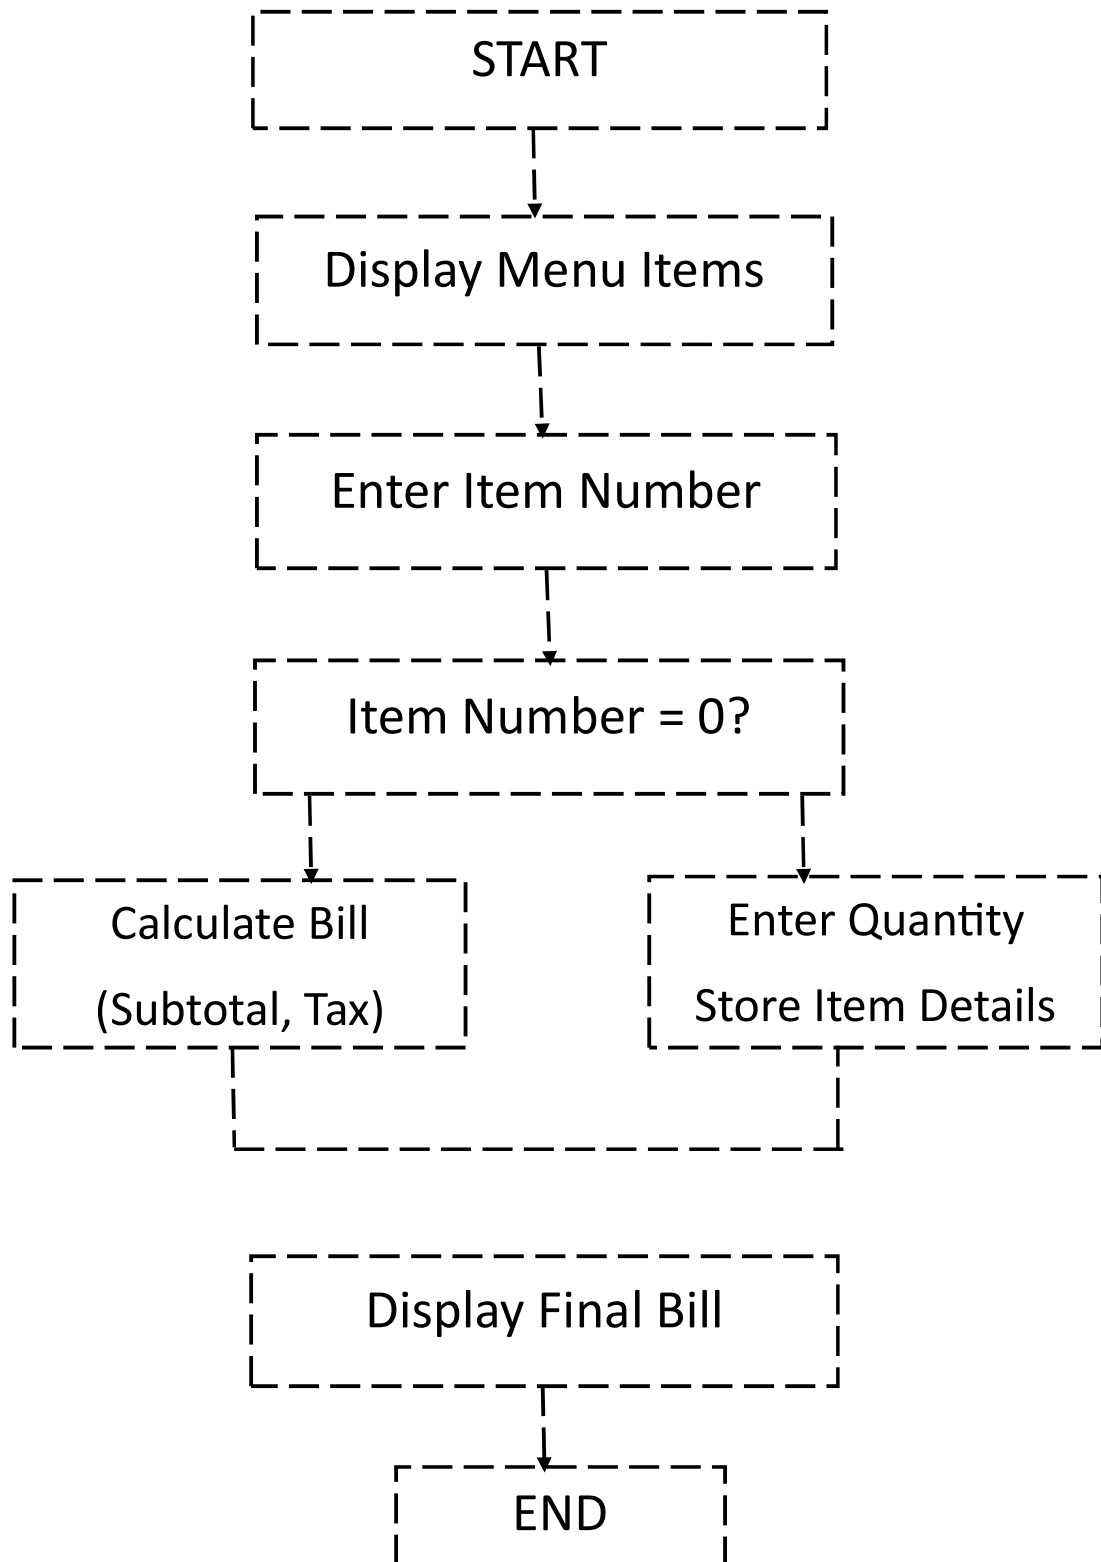 START
Display Menu Items
Enter Item Number
Item Number = 0?
Calculate Bill
(Subtotal, Tax)
Enter Quantity
Store Item Details
Display Final Bill
END